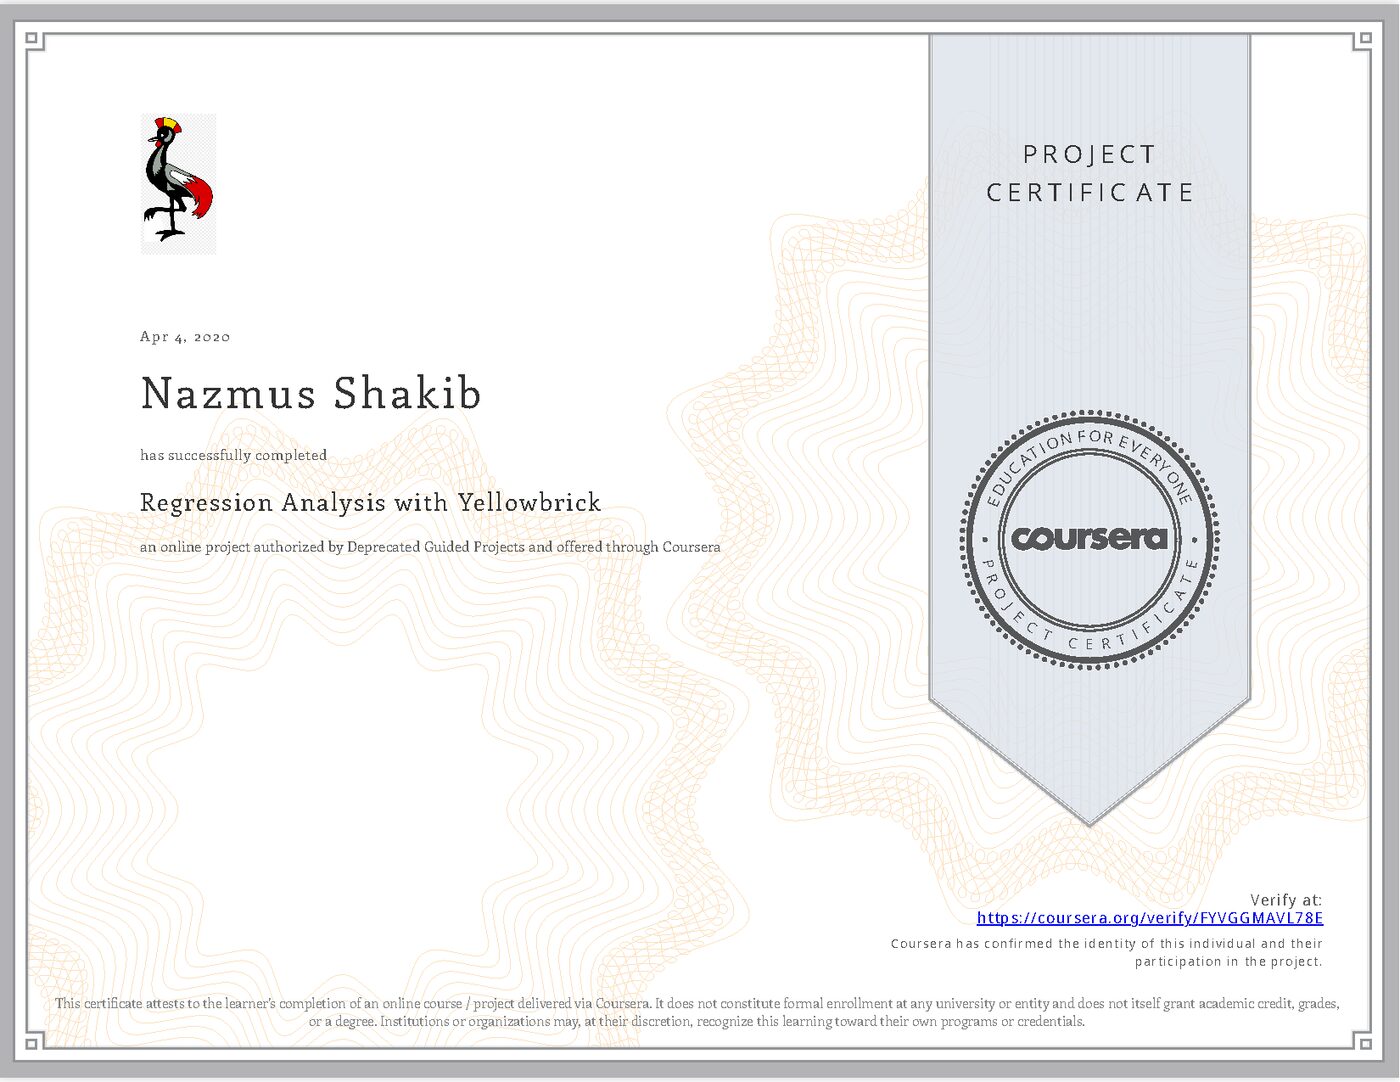 PROJECT
CERTIFICATE
Apr 4, 2020
Nazmus Shakib
has successfully completed
Regression Analysis with Yellowbrick
an online project authorized by Deprecated Guided Projects and offered through Coursera
EDUCATION FOR EVERYONE
coursera
PROJECT CERTIFICATE
Verify at:
https://coursera.org/verify/FYVGGMAVL78E
Coursera has confirmed the identity of this individual and their
participation in the project.
This certificate attests to the learner's completion of an online course / project delivered via Coursera. It does not constitute formal enrollment at any university or entity and does not itself grant academic credit, grades,
or a degree. Institutions or organizations may, at their discretion, recognize this learning toward their own programs or credentials.